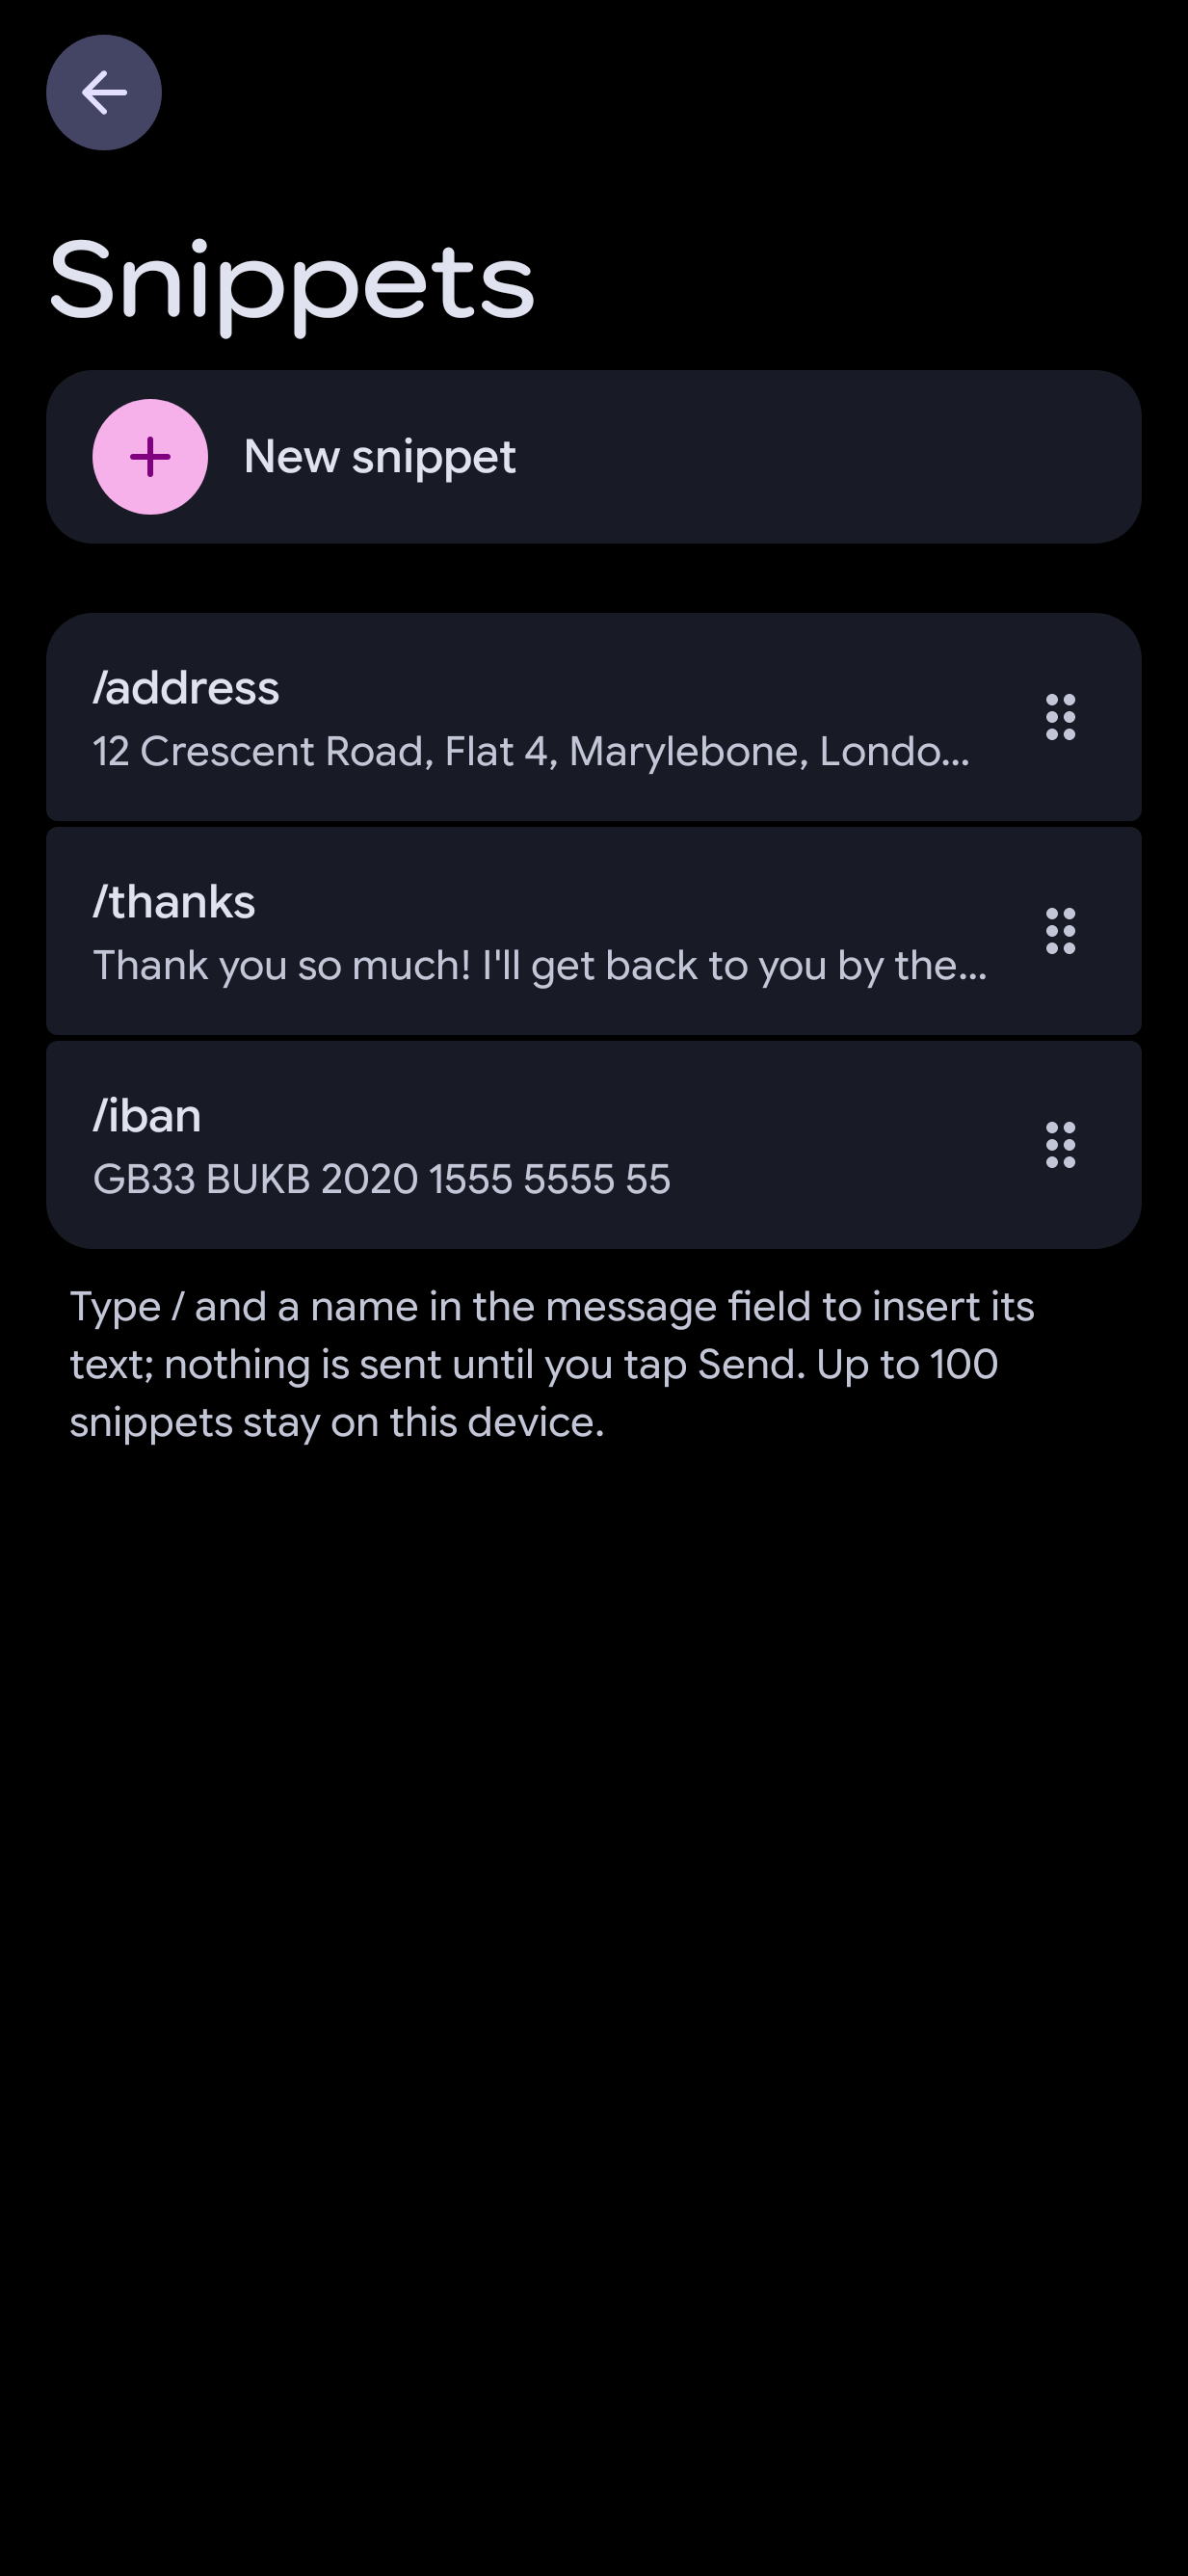 Snippets
New snippet
/address
12 Crescent Road, Flat 4, Marylebone, Londo...
/thanks
Thank you so much! I'll get back to you by the...
/iban
GB33 BUKB 2020 1555 5555 55
Type / and a name in the message field to insert its
text; nothing is sent until you tap Send. Up to 100
snippets stay on this device.